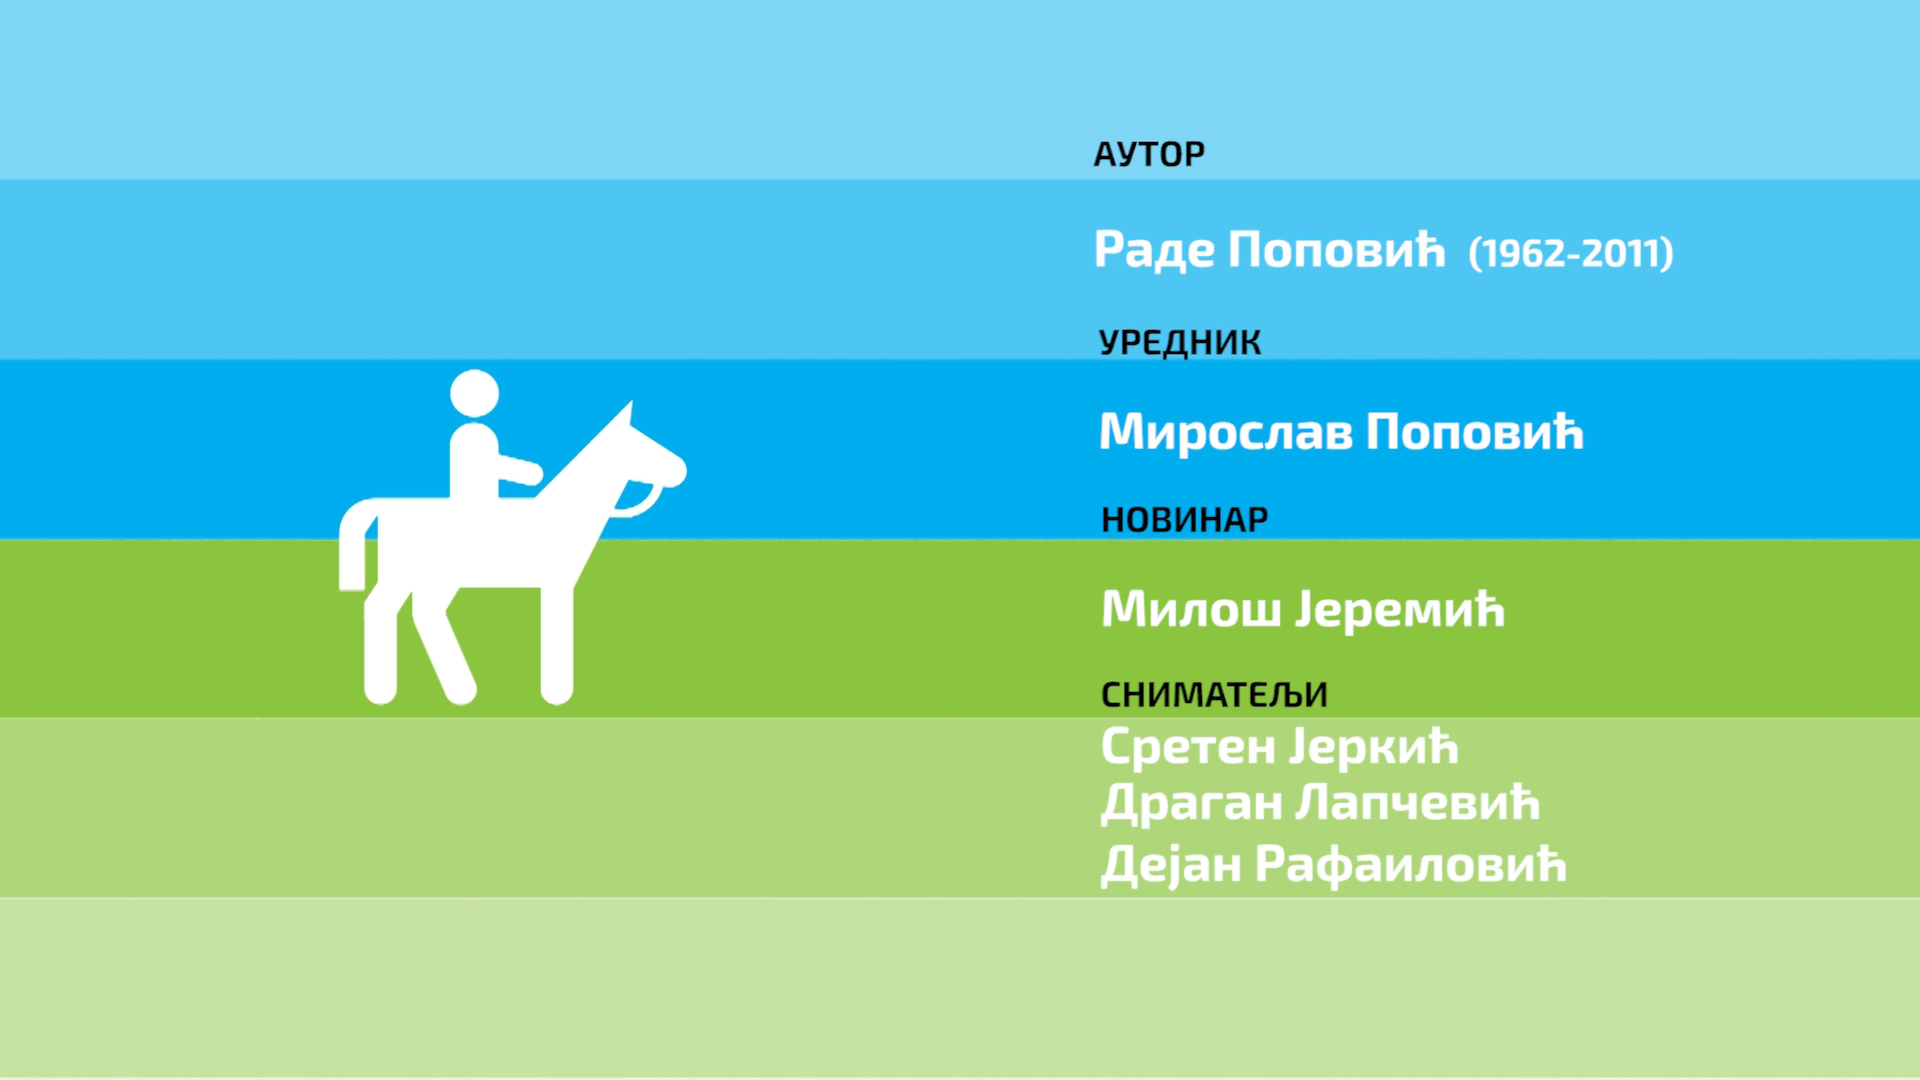 АУТОР
Раде Поповић (1962-2011)
УРЕДНИК
Мирослав Поповић
НОВИНАР
Милош Јеремић
СНИМАТЕЉИ
Сретен Јеркић
Драган Лапчевић
Дејан Рафаиловић